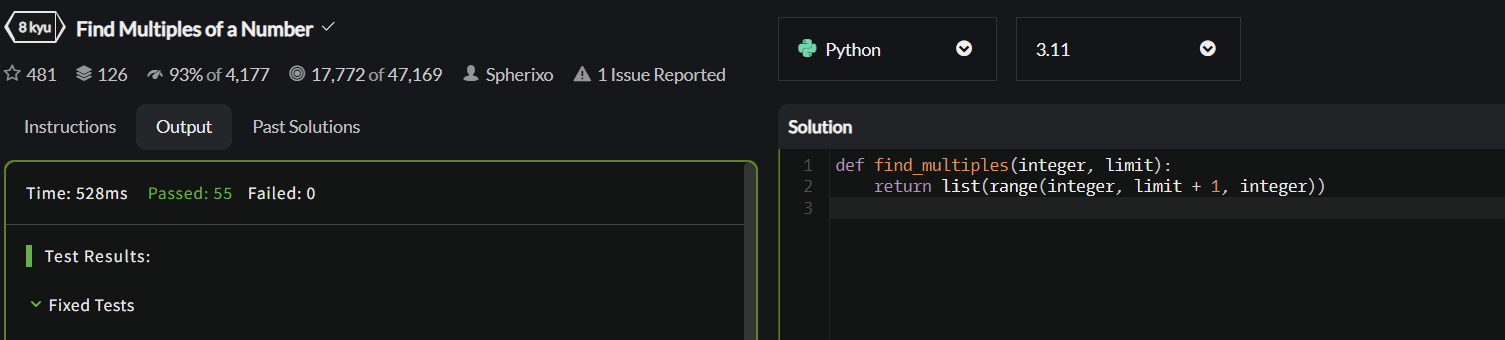 8 kyu Find Multiples of a Number
481 126 93% of 4,177 17,772 of 47,169 Spherixo 1 Issue Reported
Instructions Output Past Solutions
Time: 528ms Passed: 55 Failed: 0
Test Results:
Fixed Tests
Python 3.11
Solution
1 def find_multiples(integer, limit):
2     return list(range(integer, limit + 1, integer))
3